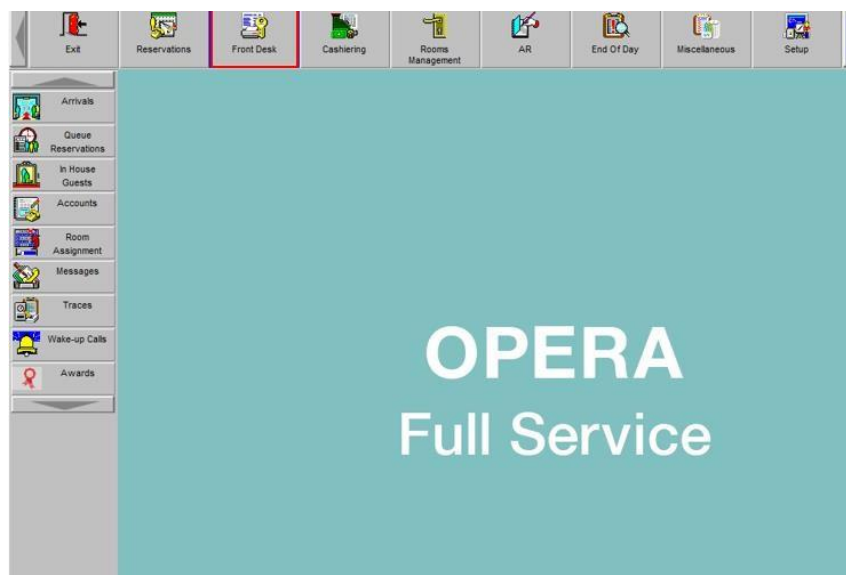 Exit
Reservations
Front Desk
Cashiering
Rooms
Management
AR
End Of Day
Miscellaneous
Setup
Arrivals
Queue
Reservations
In House
Guests
Accounts
Room
Assignment
Messages
Traces
Wake-up Calls
Awards
OPERA
Full Service